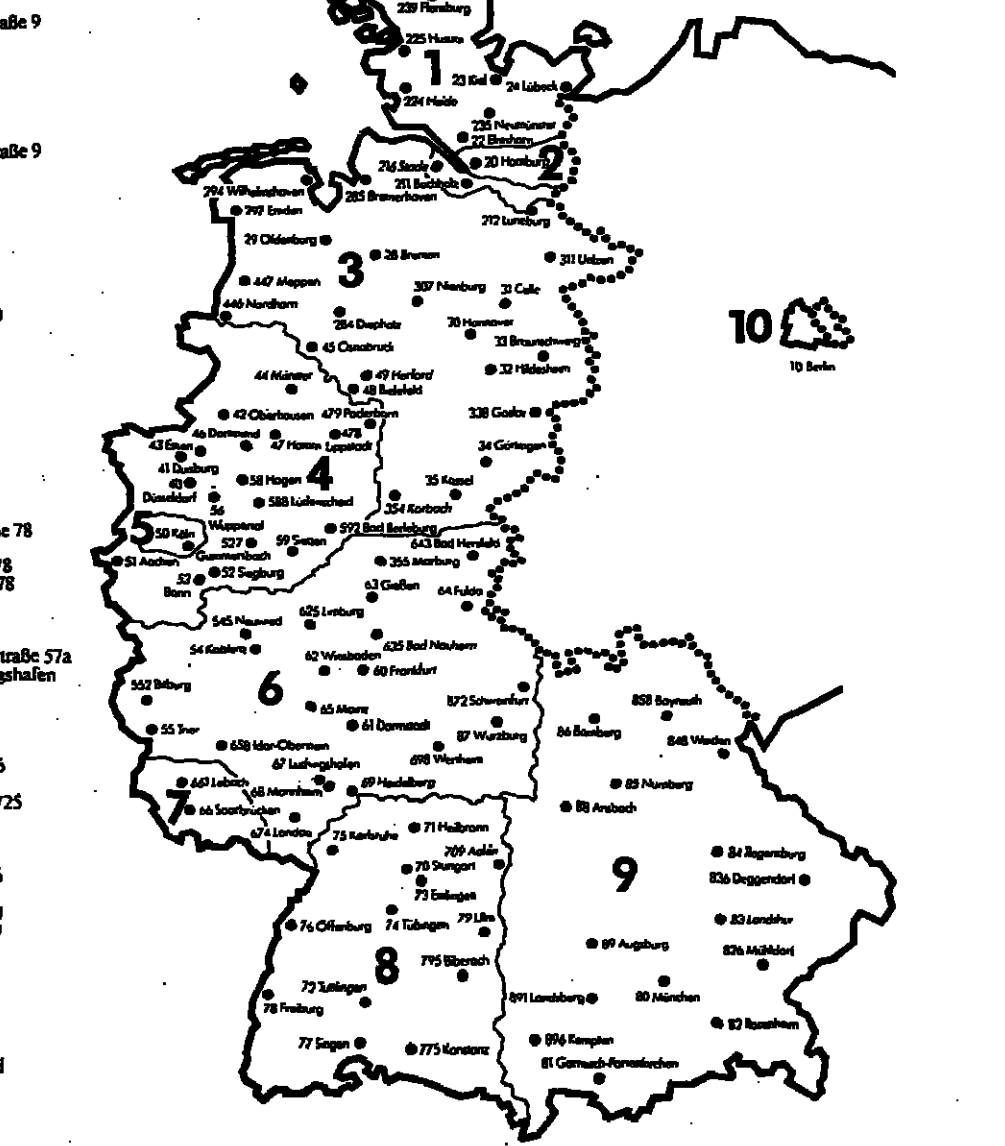 aße 9
239 Flensburg
225 Husum
1
23 Kiel
24 Lübeck
224 Heide
235 Neumünster
22 Elmshorn
aße 9
216 Stade
20 Hamburg
2
211 Buchholz
294 Wilhelmshaven
285 Bremerhaven
297 Emden
212 Lüneburg
29 Oldenburg
28 Bremen
311 Uelzen
3
447 Meppen
307 Nienburg
31 Celle
446 Nordhorn
284 Diepholz
30 Hannover
10
33 Braunschweig
45 Osnabrück
10 Berlin
44 Münster
49 Herford
32 Hildesheim
48 Bielefeld
42 Oberhausen
479 Paderborn
338 Goslar
46 Dortmund
478
Lippstadt
43 Essen
47 Hamm
34 Göttingen
41 Duisburg
4
58 Hagen
35 Kassel
40
Düsseldorf
588 Lüdenscheid
354 Korbach
56
Wuppertal
5
50 Köln
592 Bad Berleburg
e 78
527
Gummersbach
59 Siegen
643 Bad Hersfeld
51 Aachen
355 Marburg
78
53
Bonn
52 Siegburg
78
63 Gießen
64 Fulda
545 Neuwied
625 Limburg
54 Koblenz
635 Bad Nauheim
traße 57a
gshafen
62 Wiesbaden
60 Frankfurt
552 Bitburg
6
872 Schweinfurt
65 Mainz
858 Bayreuth
55 Trier
61 Darmstadt
87 Würzburg
86 Bamberg
658 Idar-Oberstein
698 Wertheim
848 Weiden
67 Ludwigshafen
663 Lebach
68 Mannheim
69 Heidelberg
85 Nürnberg
7
66 Saarbrücken
88 Ansbach
/25
674 Landau
75 Karlsruhe
71 Heilbronn
709 Aalen
84 Regensburg
70 Stuttgart
9
836 Deggendorf
73 Esslingen
76 Offenburg
74 Tübingen
79 Ulm
83 Landshut
89 Augsburg
8
795 Biberach
826 Mühldorf
72 Tuttlingen
78 Freiburg
891 Landsberg
80 München
82 Rosenheim
77 Singen
775 Konstanz
896 Kempten
81 Garmisch-Partenkirchen